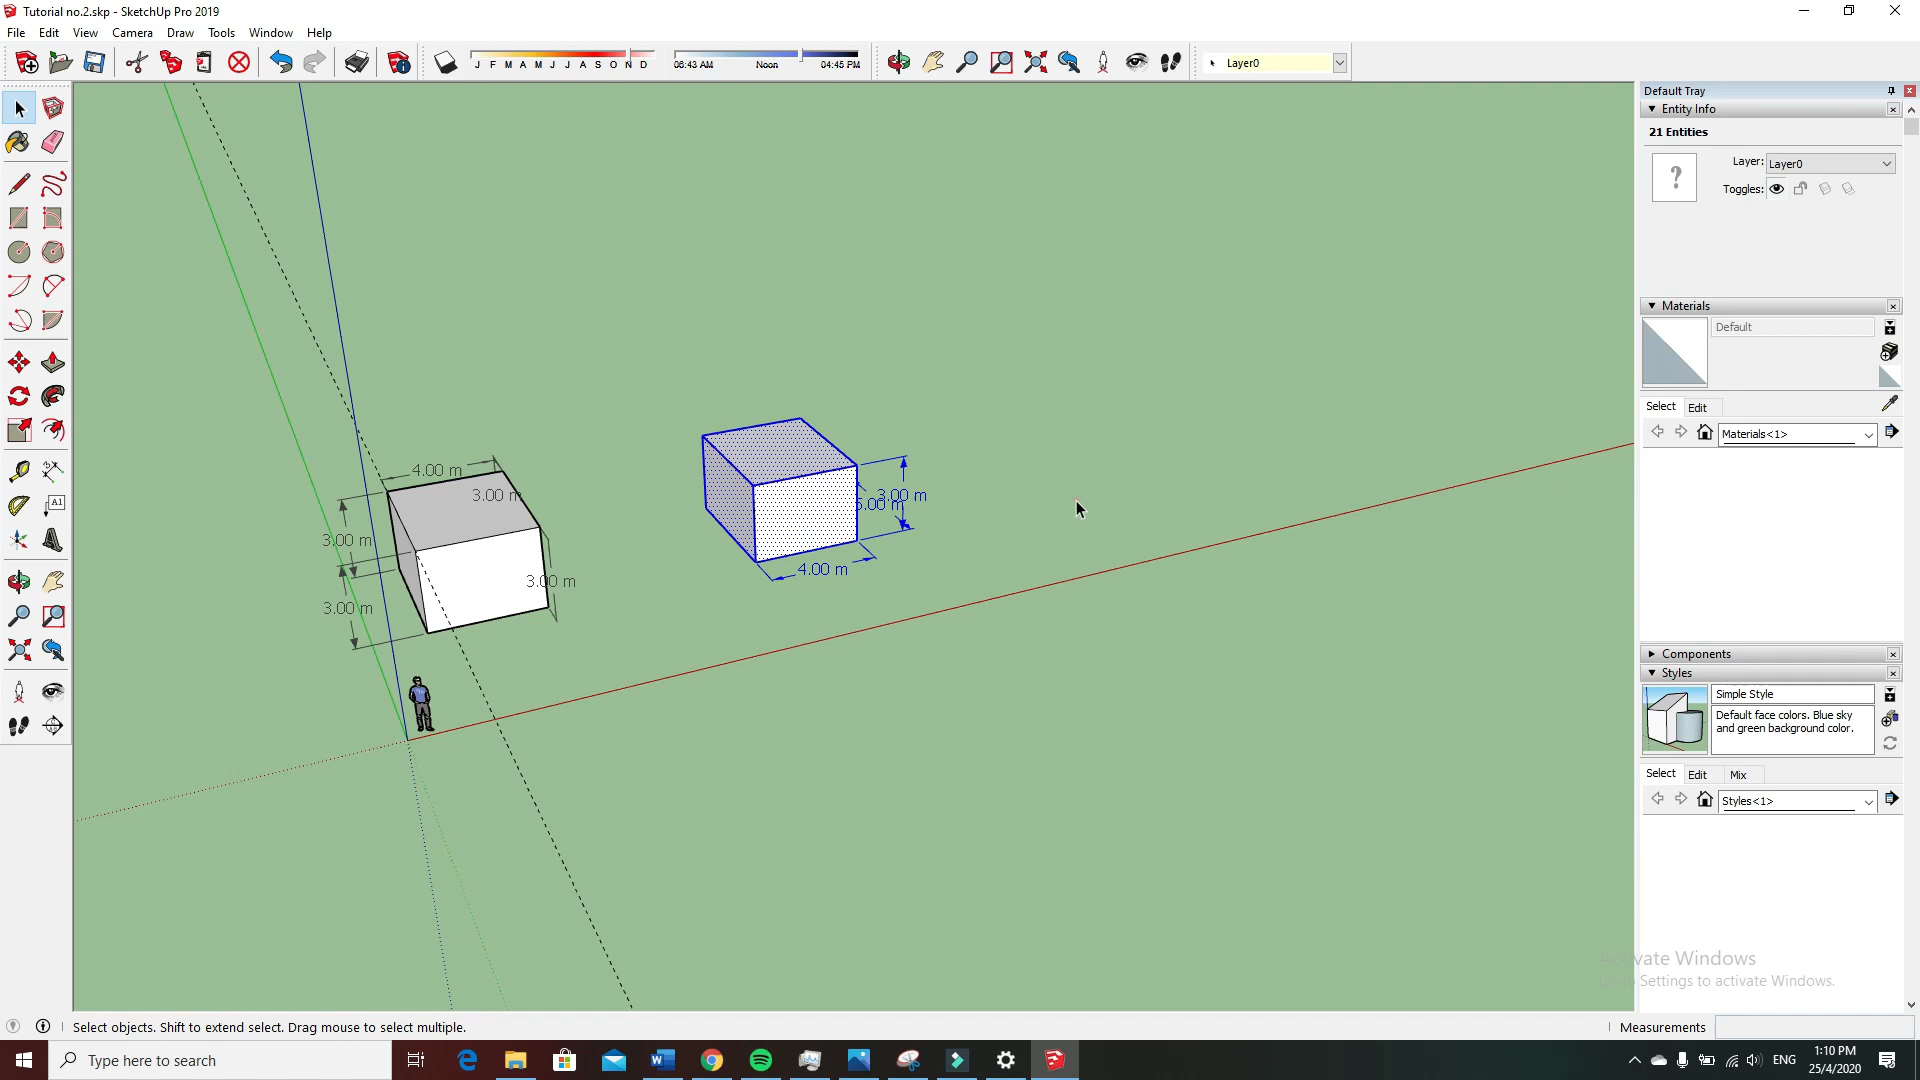 Tutorial no.2.skp - SketchUp Pro 2019
File Edit View Camera Draw Tools Window Help
J F M A M J J A S O N D
06:43 AM Noon 04:45 PM
Layer0
Default Tray
Entity Info
21 Entities
Layer: Layer0
Toggles:
Materials
Default
Select Edit
Materials<1>
Components
Styles
Simple Style
Default face colors. Blue sky
and green background color.
Select Edit Mix
Styles<1>
4.00 m
3.00 m
3.00 m
3.00 m
3.00 m
3.00 m
5.00 m
4.00 m
A1
Activate Windows
Go to Settings to activate Windows.
Select objects. Shift to extend select. Drag mouse to select multiple.
Measurements
Type here to search
ENG
1:10 PM
25/4/2020